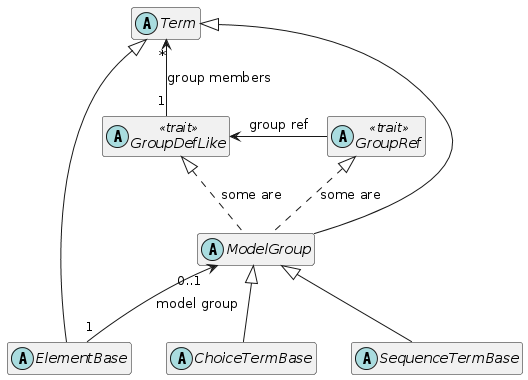 A Term
*
group members
1
A «trait»
GroupDefLike
group ref
A «trait»
GroupRef
some are
some are
A ModelGroup
0..1
model group
1
A ElementBase
A ChoiceTermBase
A SequenceTermBase